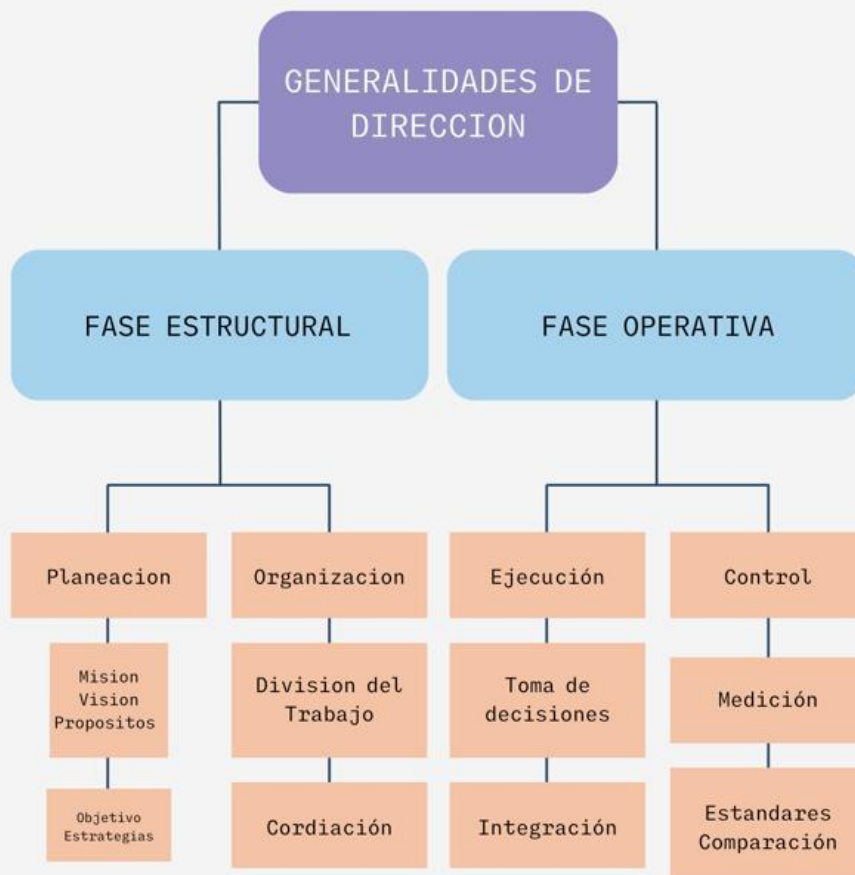 GENERALIDADES DE
DIRECCION
FASE ESTRUCTURAL
FASE OPERATIVA
Planeacion
Organizacion
Ejecución
Control
Mision
Vision
Propositos
Division del
Trabajo
Toma de
decisiones
Medición
Objetivo
Estrategias
Cordiación
Integración
Estandares
Comparación